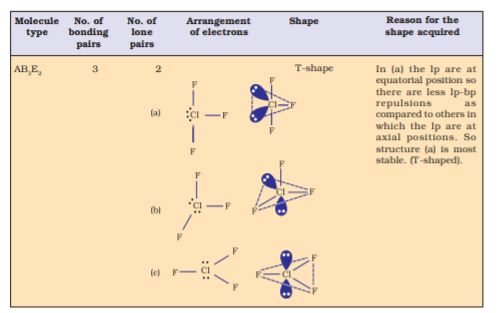 Molecule type
No. of bonding pairs
No. of lone pairs
Arrangement of electrons
Shape
Reason for the shape acquired
AB3E2
3
2
T-shape
In (a) the lp are at
equatorial position so
there are less lp-bp
repulsions as
compared to others in
which the lp are at
axial positions. So
structure (a) is most
stable. (T-shaped).
(a)
F
Cl
F
F
F
Cl
F
F
(b)
F
Cl
F
F
F
Cl
F
F
(c)
F
Cl
F
F
F
Cl
F
F